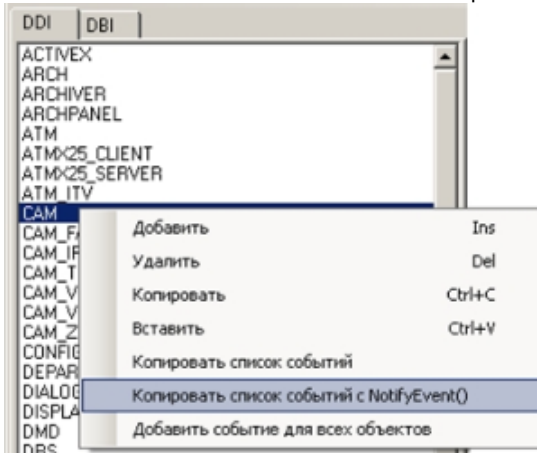 DDI DBI
ACTIVEX
ARCH
ARCHIVER
ARCHPANEL
ATM
ATMX25_CLIENT
ATMX25_SERVER
ATM_ITV
CAM
Добавить Ins
Удалить Del
Копировать Ctrl+C
Вставить Ctrl+V
Копировать список событий
Копировать список событий с NotifyEvent()
DMD Добавить событие для всех объектов
DBS